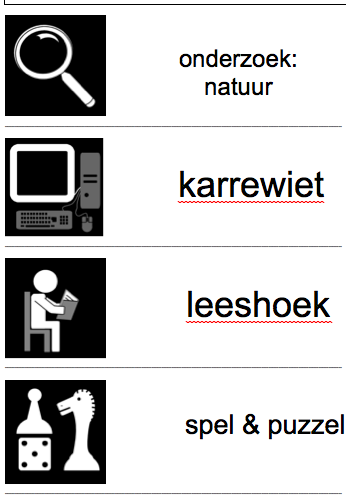 onderzoek:
natuur
karrewiet
leeshoek
spel & puzzel